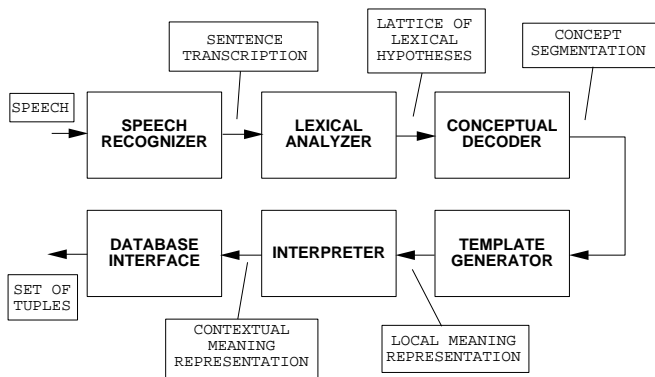 SENTENCE
TRANSCRIPTION
LATTICE OF
LEXICAL
HYPOTHESES
CONCEPT
SEGMENTATION
SPEECH
SPEECH
RECOGNIZER
LEXICAL
ANALYZER
CONCEPTUAL
DECODER
DATABASE
INTERFACE
INTERPRETER
TEMPLATE
GENERATOR
SET OF
TUPLES
CONTEXTUAL
MEANING
REPRESENTATION
LOCAL MEANING
REPRESENTATION